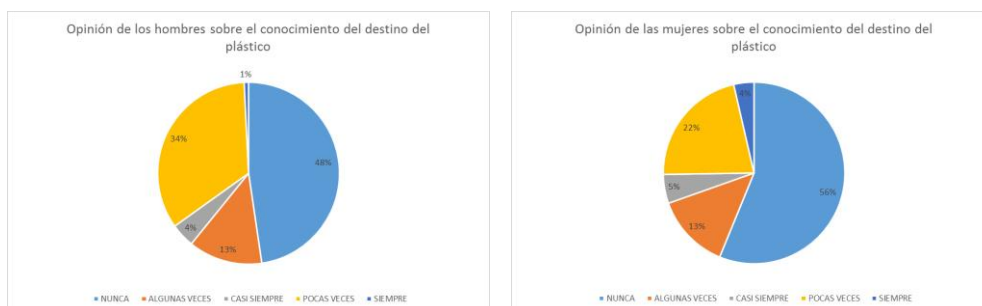 Opinión de los hombres sobre el conocimiento del destino del
plástico
1%
34%
48%
4%
13%
NUNCA ALGUNAS VECES CASI SIEMPRE POCAS VECES SIEMPRE
Opinión de las mujeres sobre el conocimiento del destino del
plástico
4%
22%
5%
56%
13%
NUNCA ALGUNAS VECES CASI SIEMPRE POCAS VECES SIEMPRE